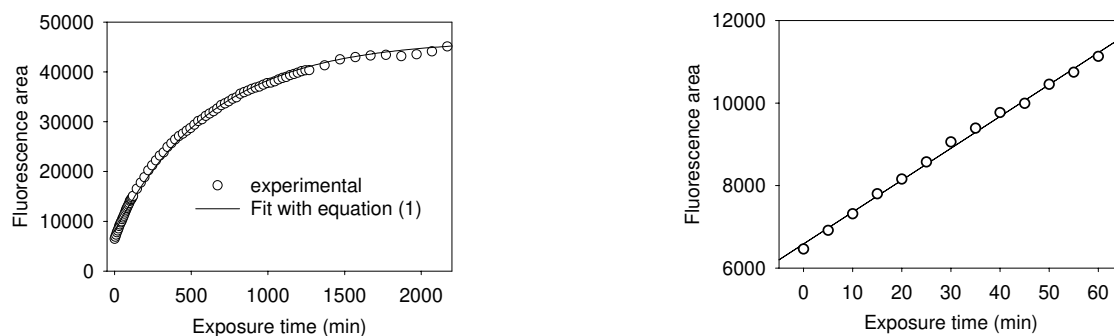 50000
40000
30000
20000
10000
0
Fluorescence area
experimental
Fit with equation (1)
0 500 1000 1500 2000
Exposure time (min)
12000
10000
8000
6000
Fluorescence area
0 10 20 30 40 50 60
Exposure time (min)